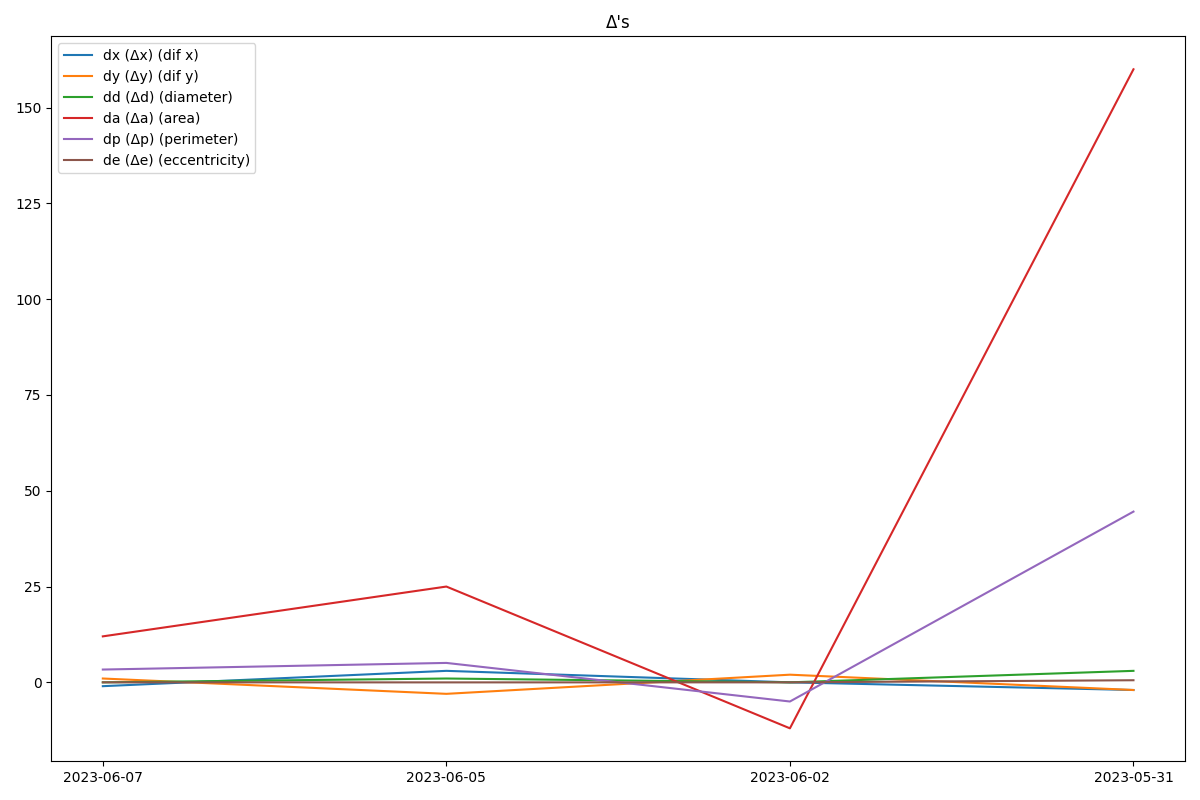 Δ's
dx (Δx) (dif x)
dy (Δy) (dif y)
dd (Δd) (diameter)
da (Δa) (area)
dp (Δp) (perimeter)
de (Δe) (eccentricity)
150
125
100
75
50
25
0
2023-06-07 2023-06-05 2023-06-02 2023-05-31